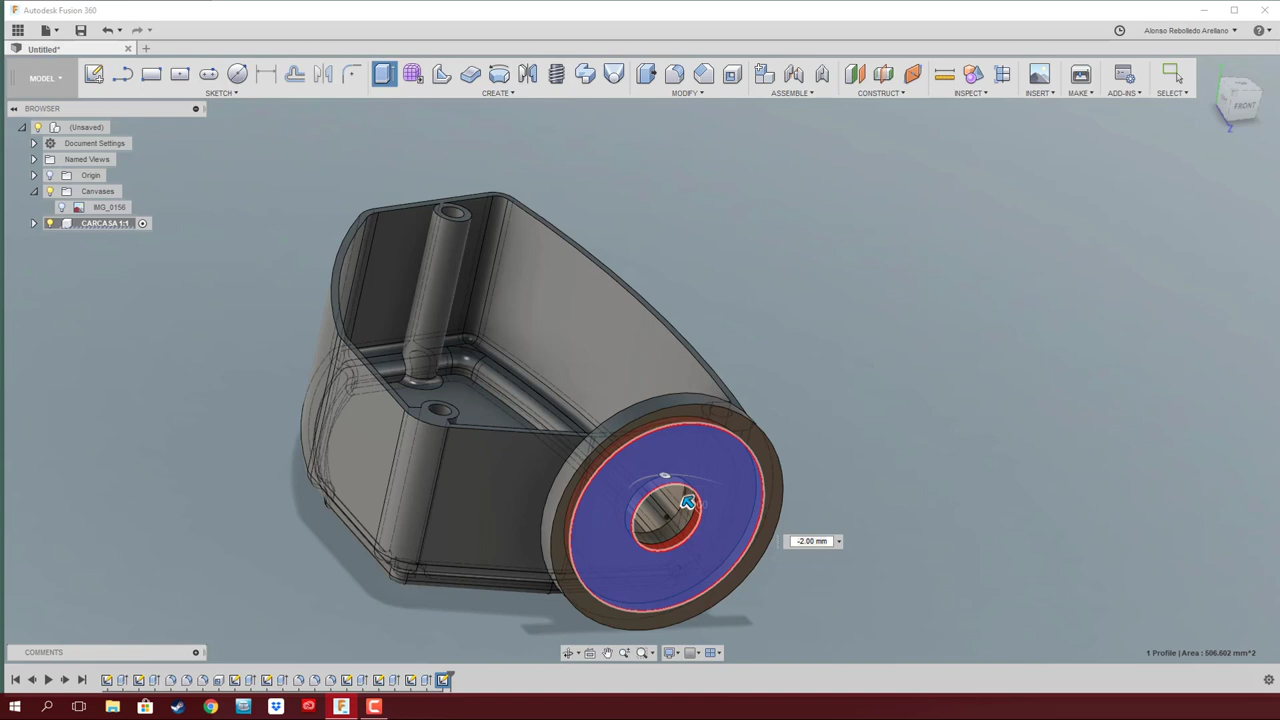 Autodesk Fusion 360
Alonso Rebolledo Arellano
Untitled*
MODEL
SKETCH
CREATE
MODIFY
ASSEMBLE
CONSTRUCT
INSPECT
INSERT
MAKE
ADD-INS
SELECT
BROWSER
FRONT
Z
(Unsaved)
Document Settings
Named Views
Origin
Canvases
IMG_0156
CARCASA 1:1
-2.00 mm
COMMENTS
1 Profile | Area : 506.602 mm^2